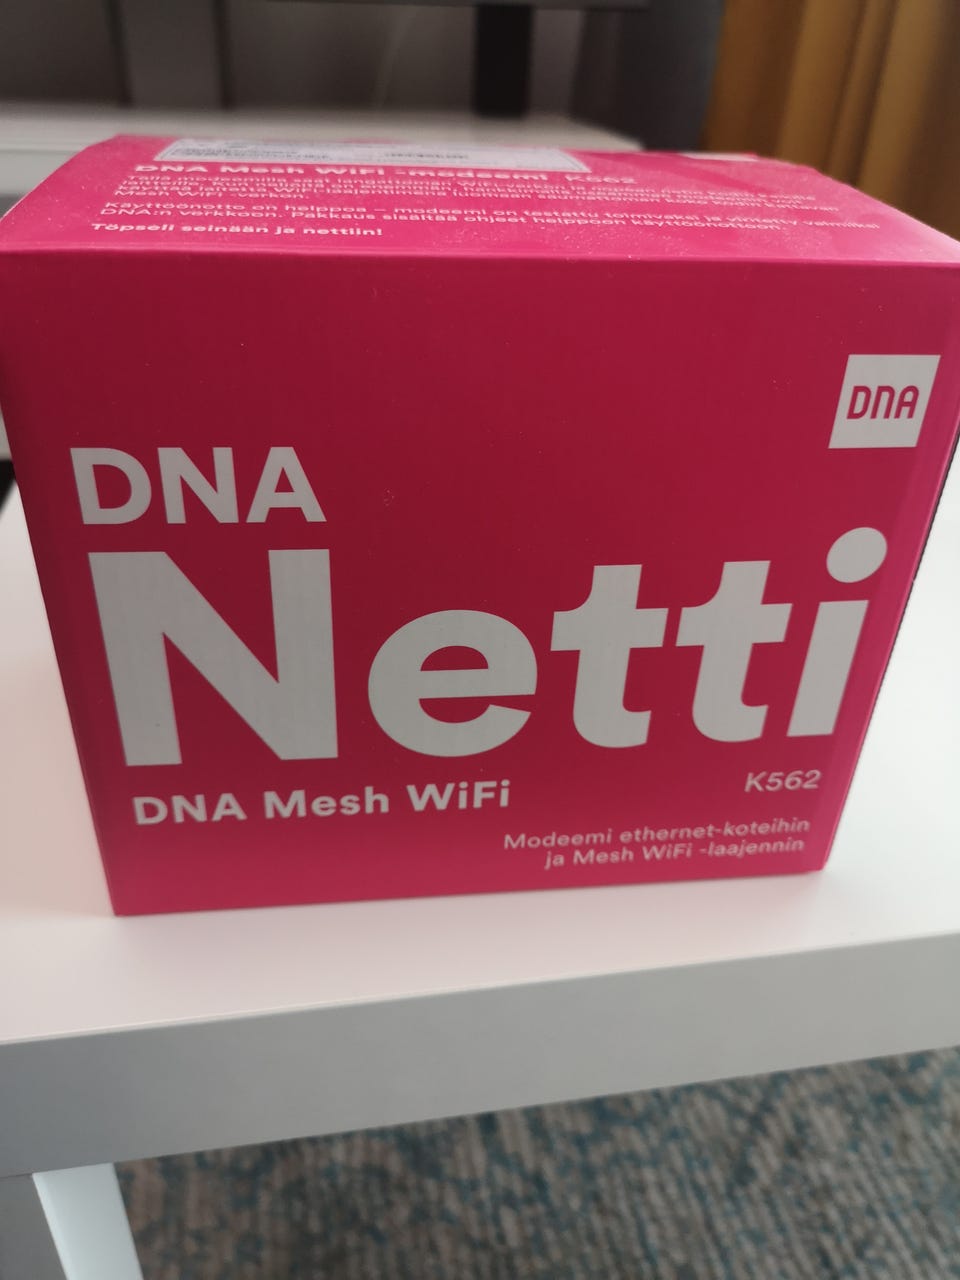 DNA Mesh WiFi -modeemi K562
Käyttöönotto on helppoa – modeemi on testattu toimivaksi ja viritetty valmiiksi
DNA:n verkkoon. Pakkaus sisältää ohjeet helppoon käyttöönottoon.
Töpseli seinään ja nettiin!
DNA
DNA
Netti
K562
DNA Mesh WiFi
Modeemi ethernet-koteihin
ja Mesh WiFi -laajennin